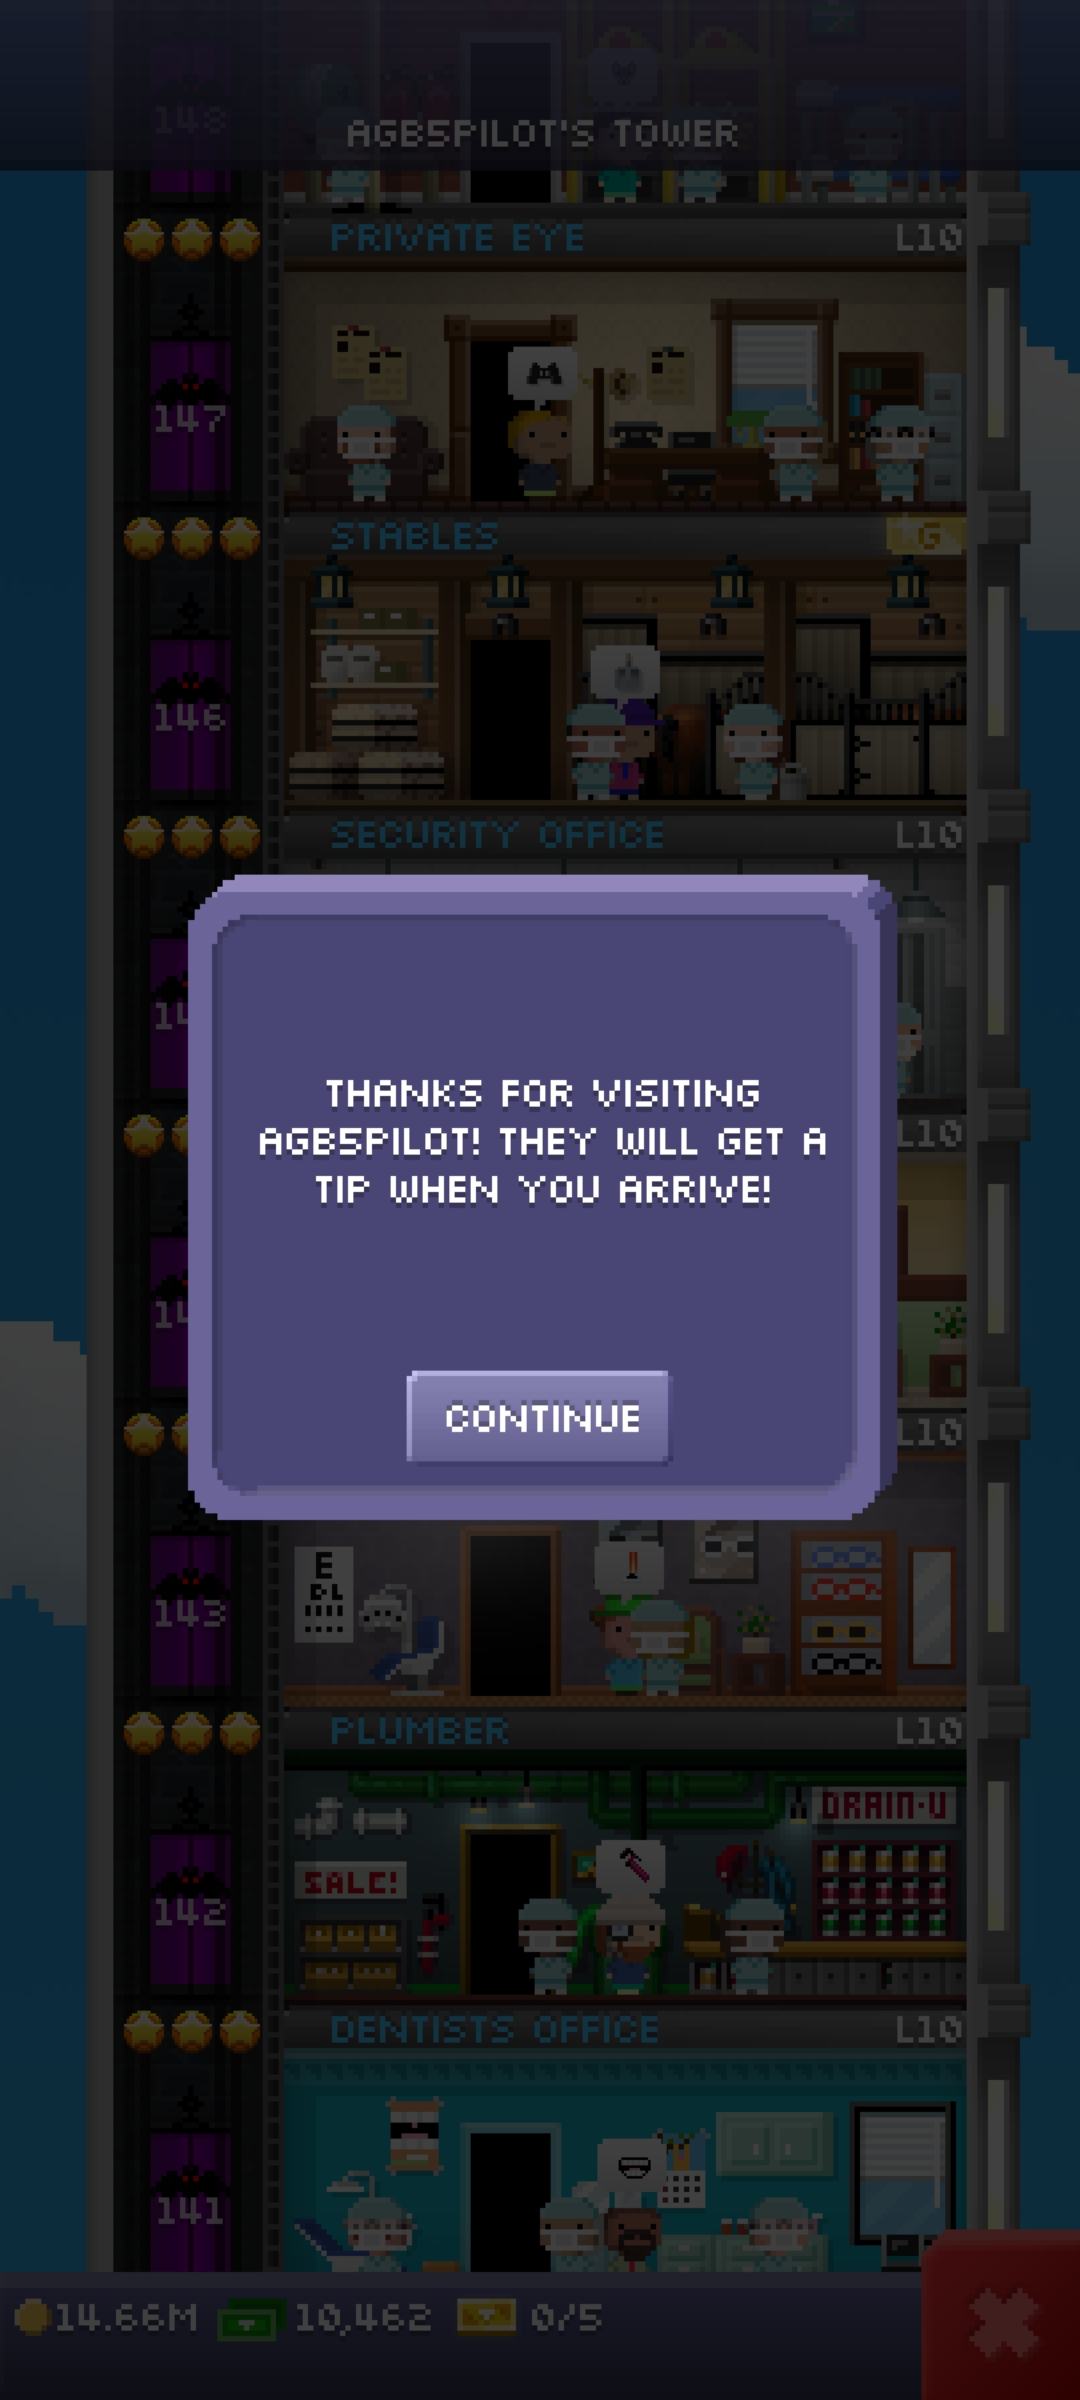 148
AGB5PILOT'S TOWER
PRIVATE EYE L10
147
STABLES LG
146
SECURITY OFFICE L10
14
THANKS FOR VISITING
AGB5PILOT! THEY WILL GET A
TIP WHEN YOU ARRIVE!
L10
14
CONTINUE
L10
E
DL
143
PLUMBER L10
DRAIN-U
SALE!
142
DENTISTS OFFICE L10
141
14.66M 10,462 0/5